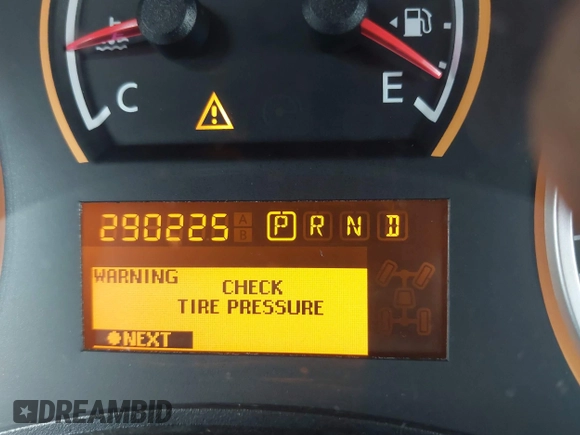 C
E
290225 A P R N D
B
WARNING
CHECK
TIRE PRESSURE
NEXT
DREAMBID